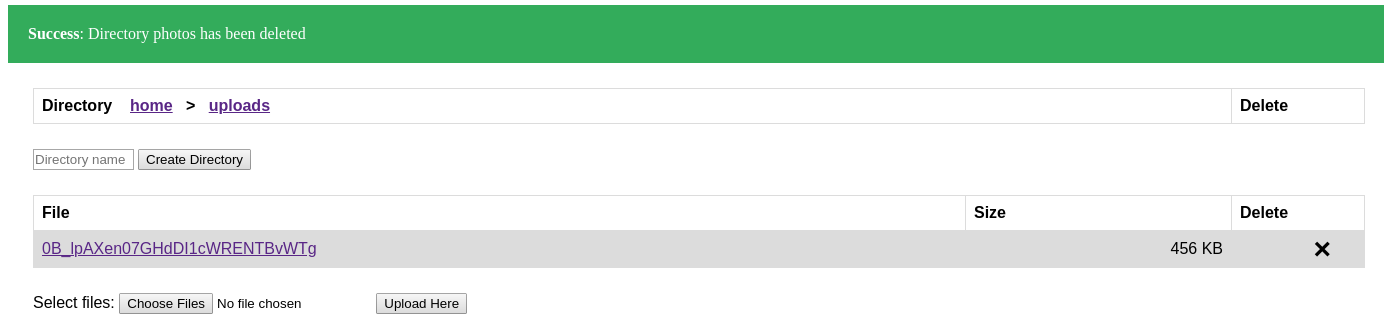 Success: Directory photos has been deleted
Directory home > uploads Delete
Directory name Create Directory
File Size Delete
0B_lpAXen07GHdDI1cWRENTBvWTg 456 KB ✕
Select files: Choose Files No file chosen Upload Here